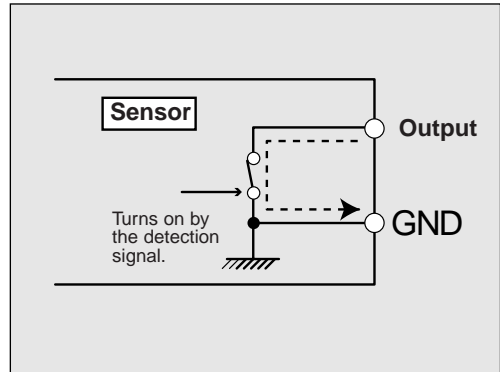 Sensor
Output
Turns on by
the detection
signal.
GND